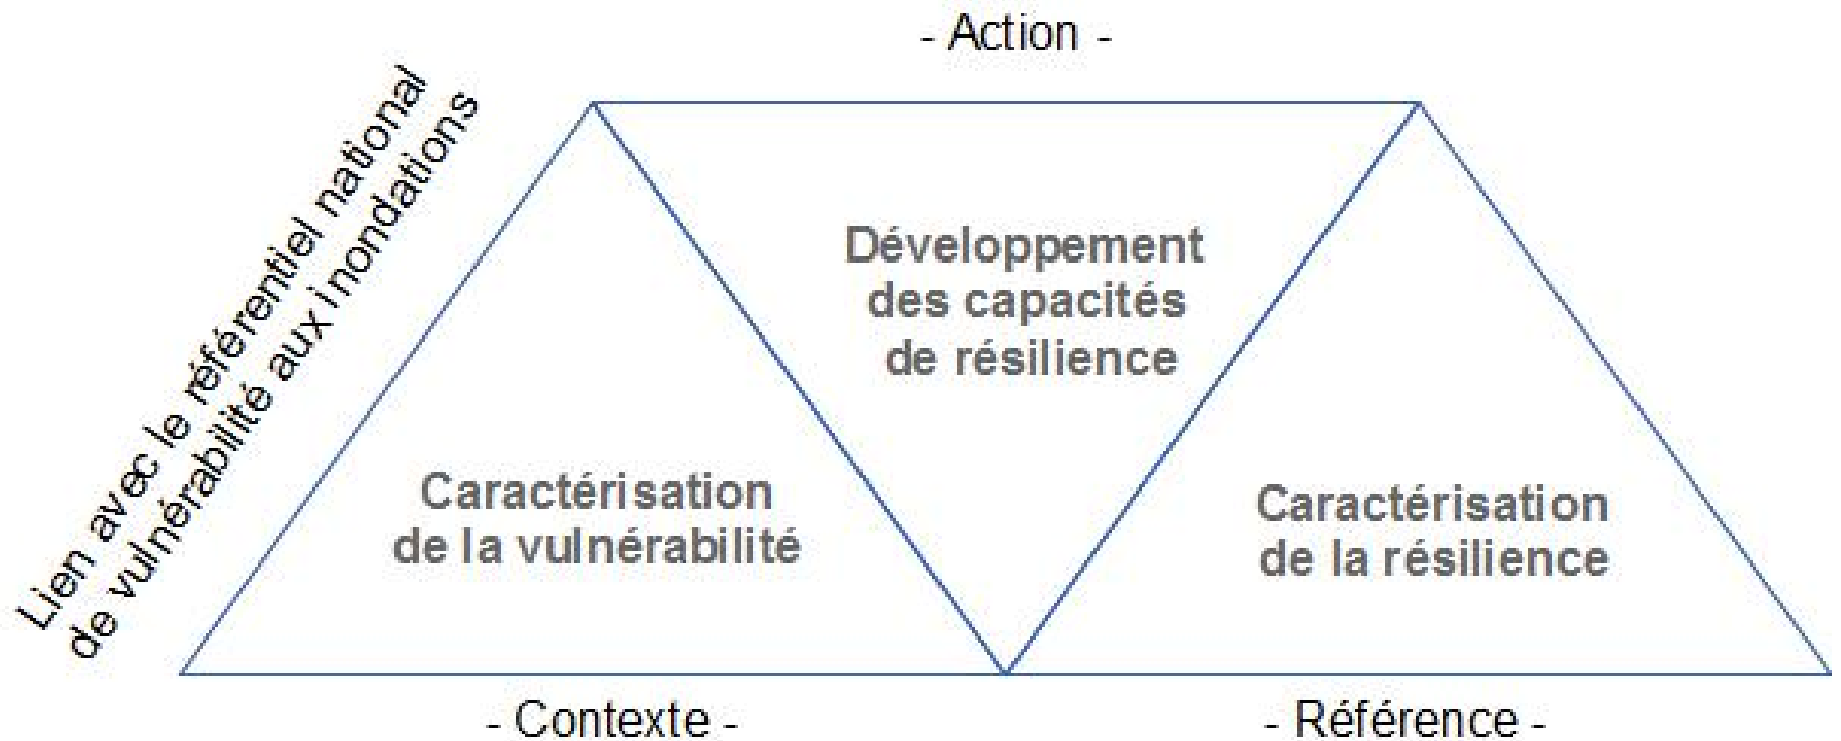 - Action -
Lien avec le référentiel national
de vulnérabilité aux inondations
Développement
des capacités
de résilience
Caractérisation
de la vulnérabilité
Caractérisation
de la résilience
- Contexte -
- Référence -